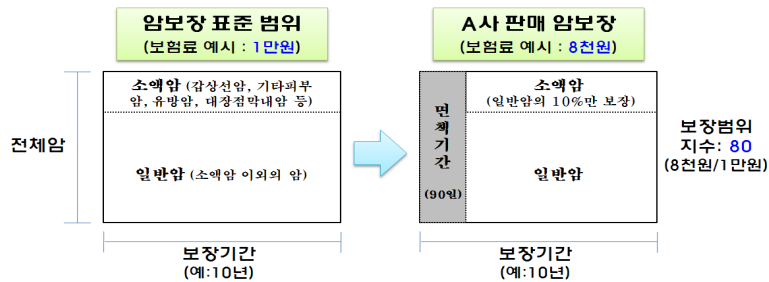 암보장 표준 범위
(보험료 예시 : 1만원)
A사 판매 암보장
(보험료 예시 : 8천원)
전체암
소액암 (갑상선암, 기타피부
암, 유방암, 대장점막내암 등)
일반암 (소액암 이외의 암)
보장기간
(예:10년)
면책기간
(90일)
소액암
(일반암의 10%만 보장)
일반암
보장기간
(예:10년)
보장범위
지수: 80
(8천원/1만원)